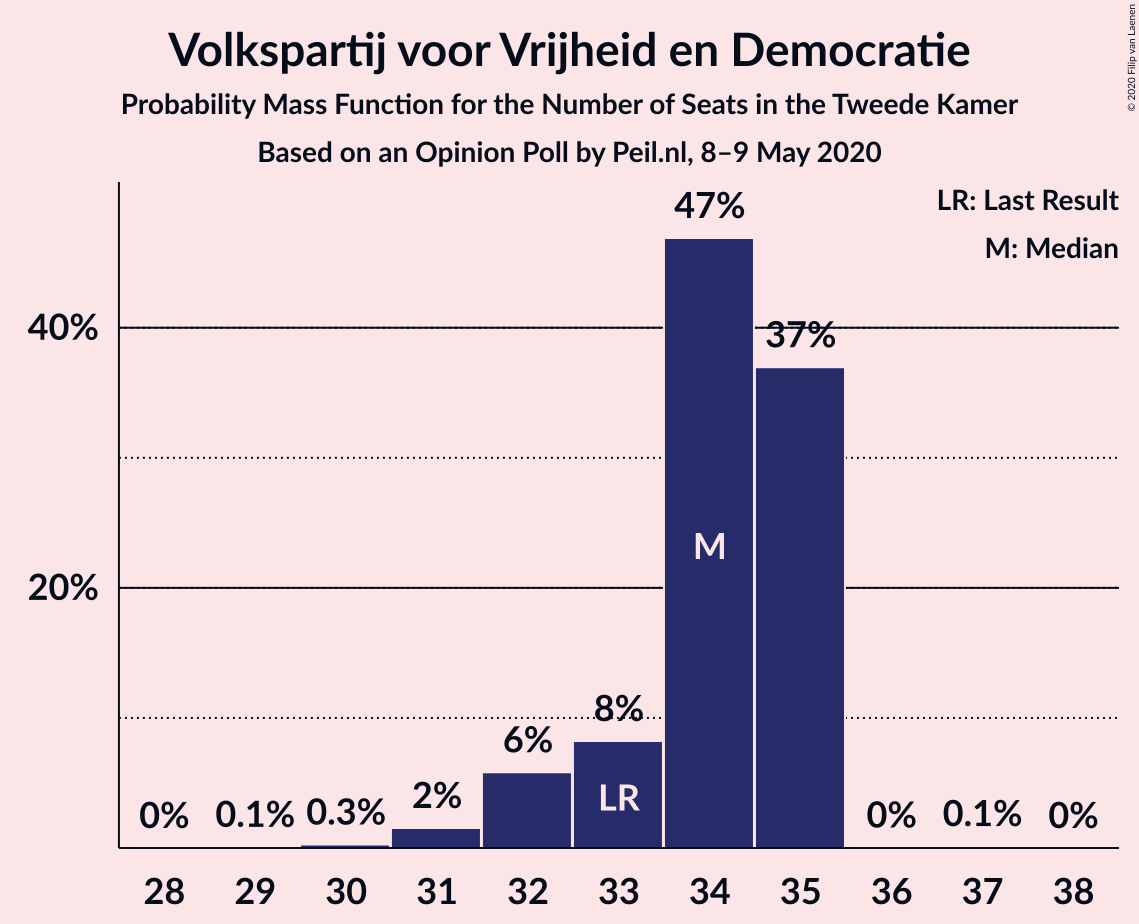 Volkspartij voor Vrijheid en Democratie
Probability Mass Function for the Number of Seats in the Tweede Kamer
Based on an Opinion Poll by Peil.nl, 8–9 May 2020
© 2020 Filip van Laenen
LR: Last Result
M: Median
40%
20%
0%
0.1%
0.3%
2%
6%
8%
47%
37%
0%
0.1%
0%
LR
M
28 29 30 31 32 33 34 35 36 37 38